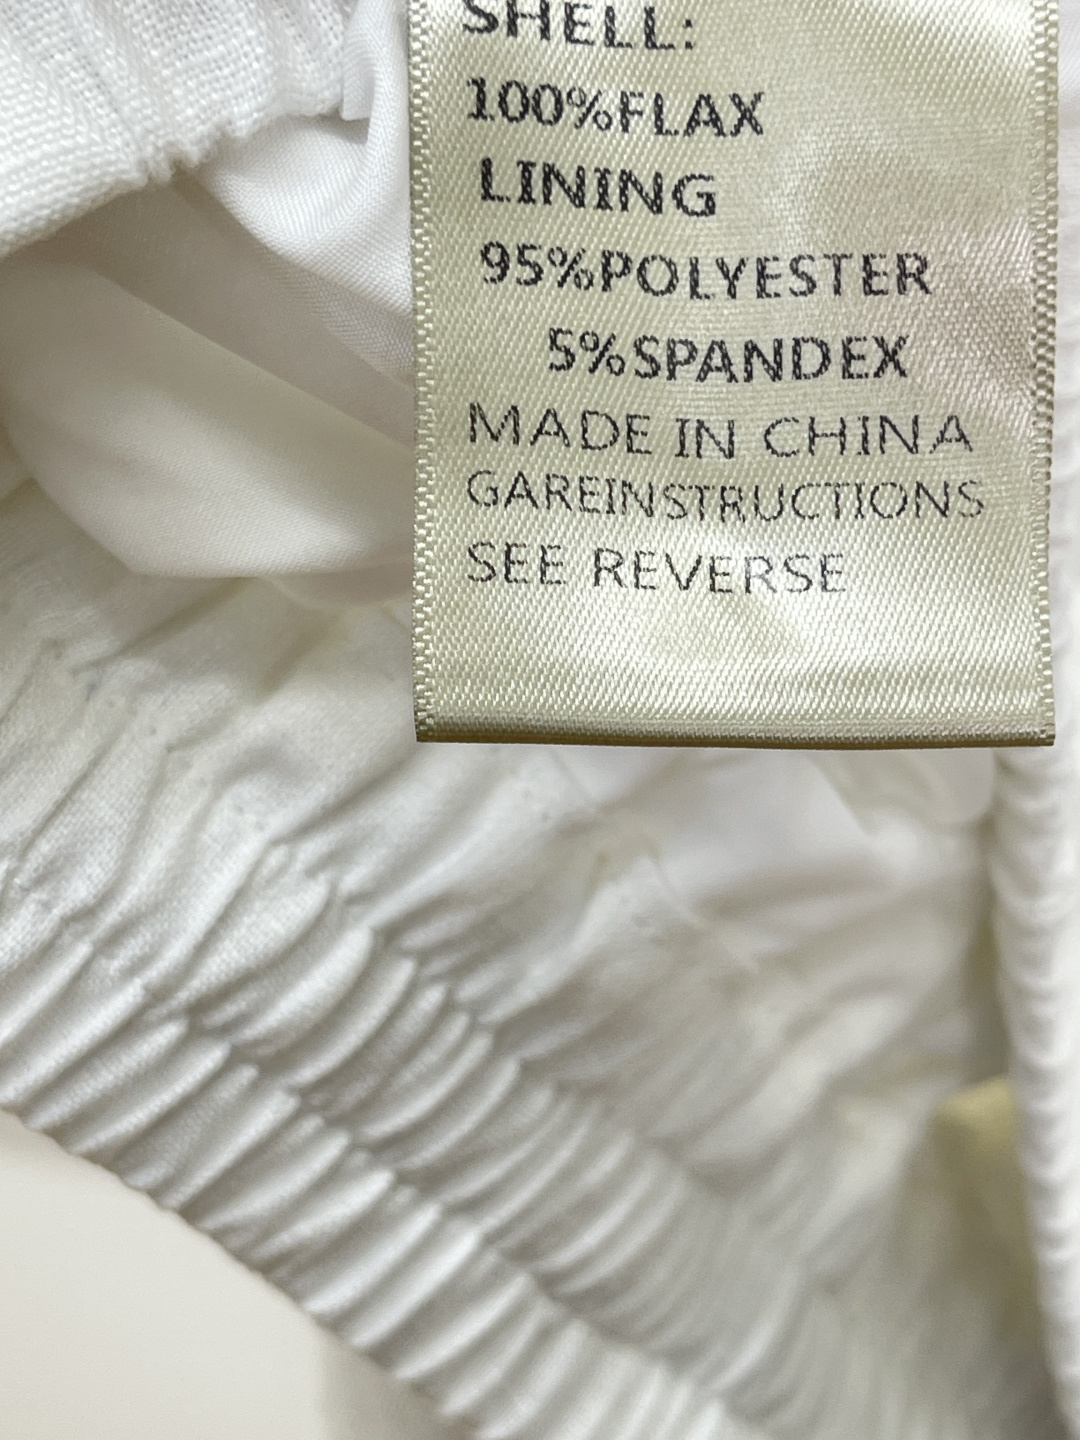 SHELL:
100%FLAX
LINING
95%POLYESTER
5%SPANDEX
MADE IN CHINA
GAREINSTRUCTIONS
SEE REVERSE